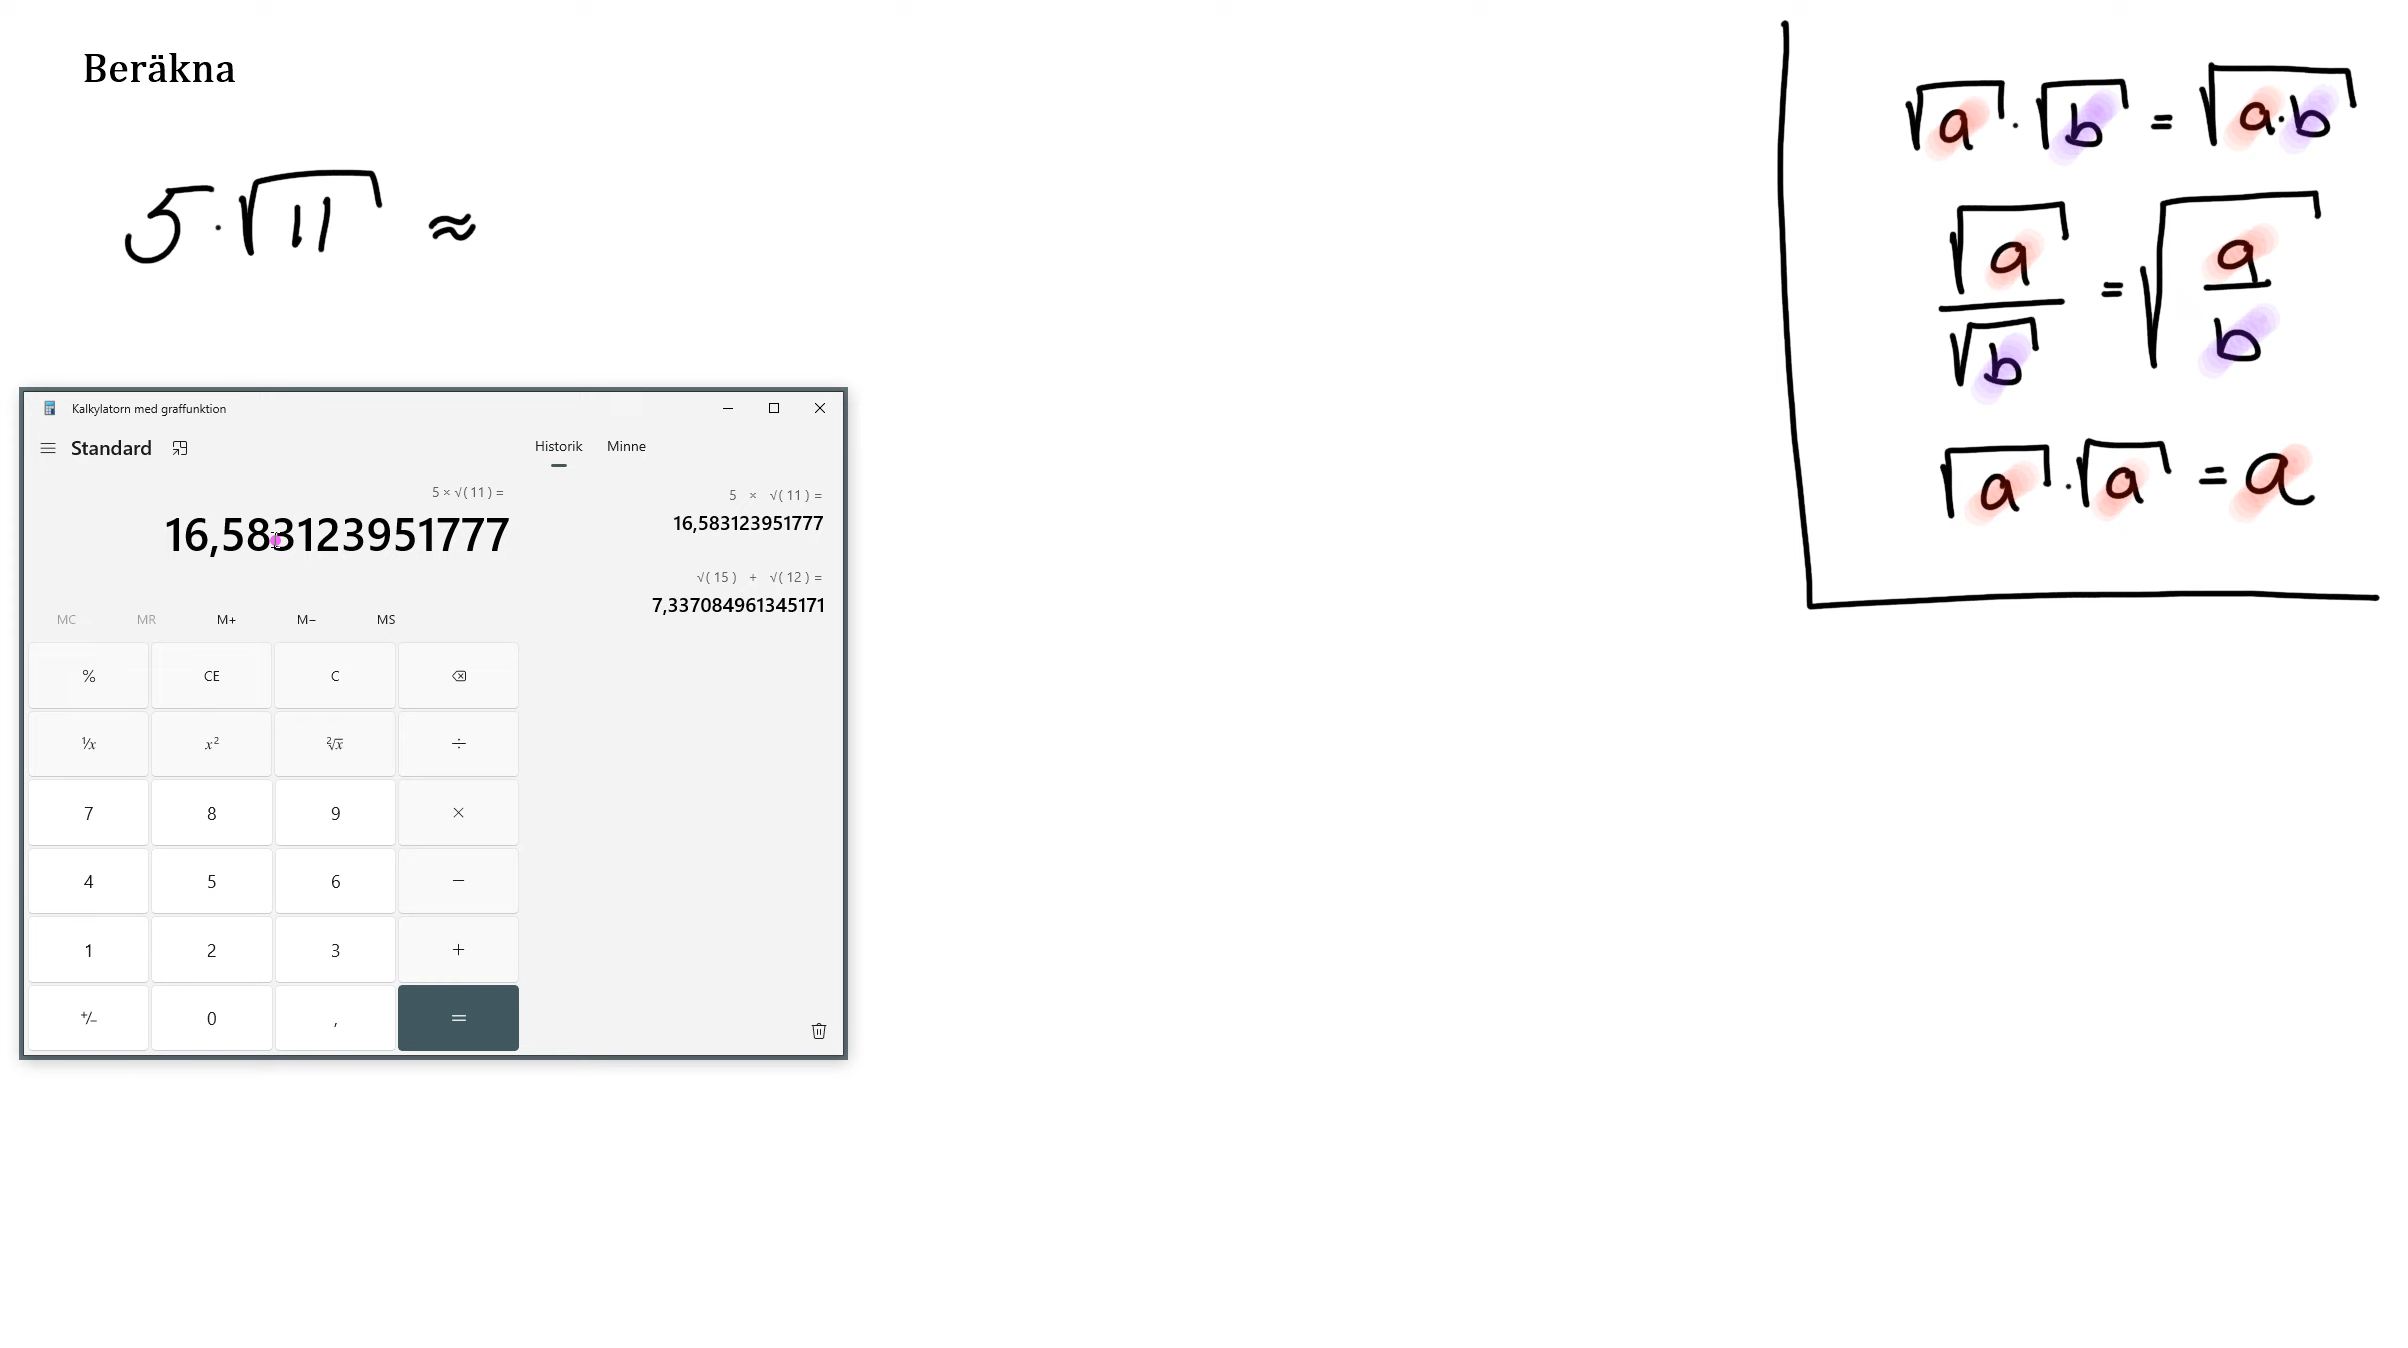 Beräkna
5 · √11 ≈
√a · √b = √a·b
√a / √b = √a/b
√a · √a = a
Kalkylatorn med graffunktion
Standard
Historik Minne
5 × √( 11 ) =
16,583123951777
5 × √( 11 ) =
16,583123951777
√( 15 ) + √( 12 ) =
7,337084961345171
MC MR M+ M− MS
% CE C
¹/x x² ²√x ÷
7 8 9 ×
4 5 6 −
1 2 3 +
+/− 0 , =